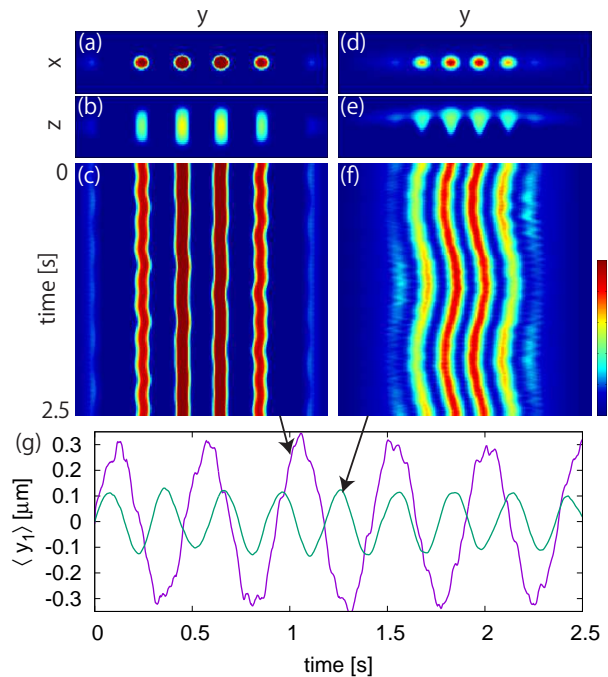 y y
(a) (d)
x
(b) (e)
z
(c) (f)
0
time [s]
2.5
(g)
0.3
0.2
0.1
0
-0.1
-0.2
-0.3
⟨ y₁⟩ [µm]
0 0.5 1 1.5 2 2.5
time [s]